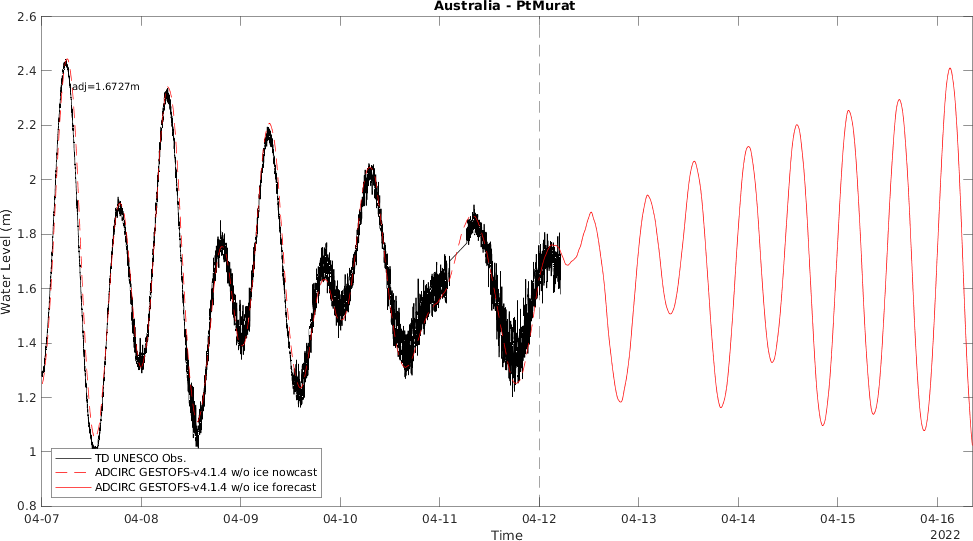 Australia - PtMurat
2.6
2.4
adj=1.6727m
2.2
2
1.8
Water Level (m)
1.6
1.4
1.2
1
TD UNESCO Obs.
ADCIRC GESTOFS-v4.1.4 w/o ice nowcast
ADCIRC GESTOFS-v4.1.4 w/o ice forecast
0.8
04-07 04-08 04-09 04-10 04-11 04-12 04-13 04-14 04-15 04-16
Time
2022